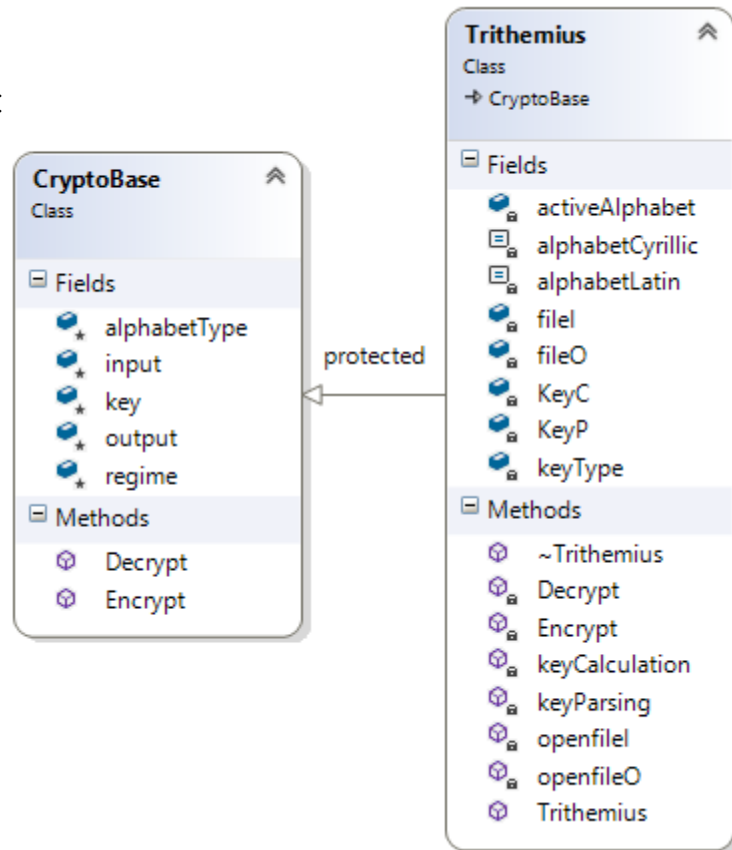 CryptoBase
Class
Fields
alphabetType
input
key
output
regime
Methods
Decrypt
Encrypt
protected
Trithemius
Class
CryptoBase
Fields
activeAlphabet
alphabetCyrillic
alphabetLatin
fileI
fileO
KeyC
KeyP
keyType
Methods
~Trithemius
Decrypt
Encrypt
keyCalculation
keyParsing
openfileI
openfileO
Trithemius